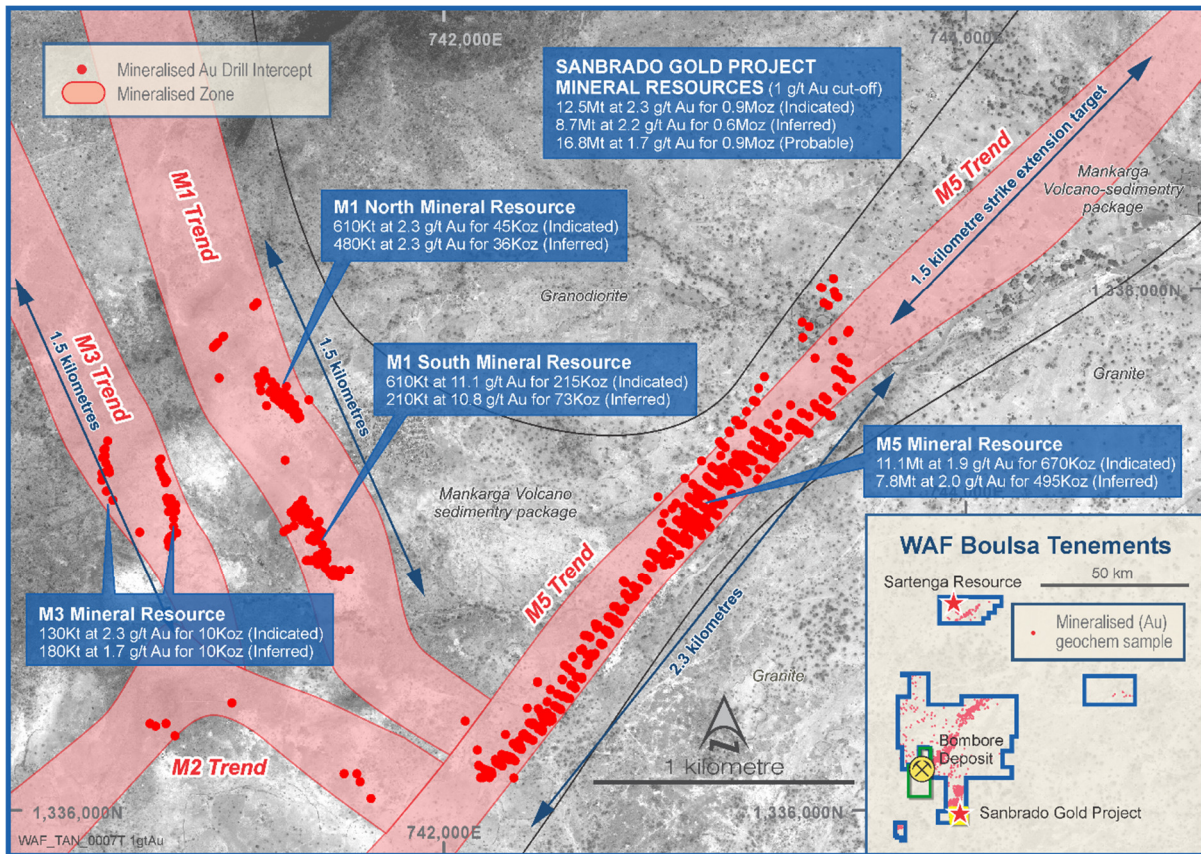 742,000E
744,000E
Mineralised Au Drill Intercept
Mineralised Zone
SANBRADO GOLD PROJECT
MINERAL RESOURCES (1 g/t Au cut-off)
12.5Mt at 2.3 g/t Au for 0.9Moz (Indicated)
8.7Mt at 2.2 g/t Au for 0.6Moz (Inferred)
16.8Mt at 1.7 g/t Au for 0.9Moz (Probable)
M5 Trend
1.5 kilometre strike extension target
Mankarga
Volcano-sedimentry
package
M1 Trend
M1 North Mineral Resource
610Kt at 2.3 g/t Au for 45Koz (Indicated)
480Kt at 2.3 g/t Au for 36Koz (Inferred)
Granodiorite
1,338,000N
M3 Trend
1.5 kilometres
1.5 kilometres
M1 South Mineral Resource
610Kt at 11.1 g/t Au for 215Koz (Indicated)
210Kt at 10.8 g/t Au for 73Koz (Inferred)
Granite
M5 Mineral Resource
11.1Mt at 1.9 g/t Au for 670Koz (Indicated)
7.8Mt at 2.0 g/t Au for 495Koz (Inferred)
744,000E
Mankarga Volcano
sedimentry package
M5 Trend
M3 Mineral Resource
130Kt at 2.3 g/t Au for 10Koz (Indicated)
180Kt at 1.7 g/t Au for 10Koz (Inferred)
2.3 kilometres
Granite
M2 Trend
N
1 kilometre
1,336,000N
742,000E
1,336,000N
WAF_TAN_0007T 1gtAu
WAF Boulsa Tenements
Sartenga Resource
50 km
Mineralised (Au)
geochem sample
Bombore
Deposit
Sanbrado Gold Project